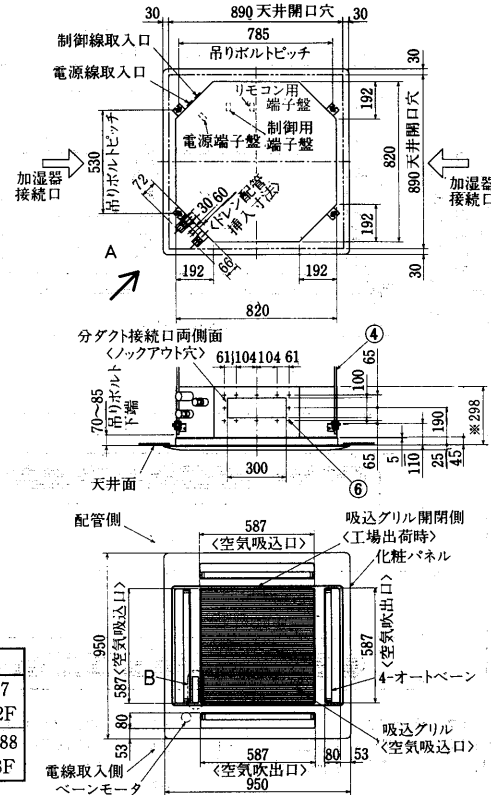 30
890 天井開口穴
30
785
吊りボルトピッチ
制御線取入口
電源線取入口
リモコン用
端子盤
制御用
端子盤
電源端子盤
192
30
820
890 天井開口穴
530
吊りボルトピッチ
加湿器
接続口
加湿器
接続口
72
30 60
〈ドレン配管
挿入寸法〉
66
192
30
A
192
192
820
分ダクト接続口両側面
〈ノックアウト穴〉
④
61 104 104 61
65
100
190
※298
70～85
吊りボルト
下端
300
⑥
65
5
110
25
45
天井面
配管側
587
〈空気吸込口〉
吸込グリル開閉側
〈工場出荷時〉
化粧パネル
950
587〈空気吸込口〉
B
587
〈空気吹出口〉
4-オートベーン
80
53
吸込グリル
〈空気吸込口〉
587
80
53
〈空気吹出口〉
950
電線取入側
ベーンモータ
7
2F
88
3F